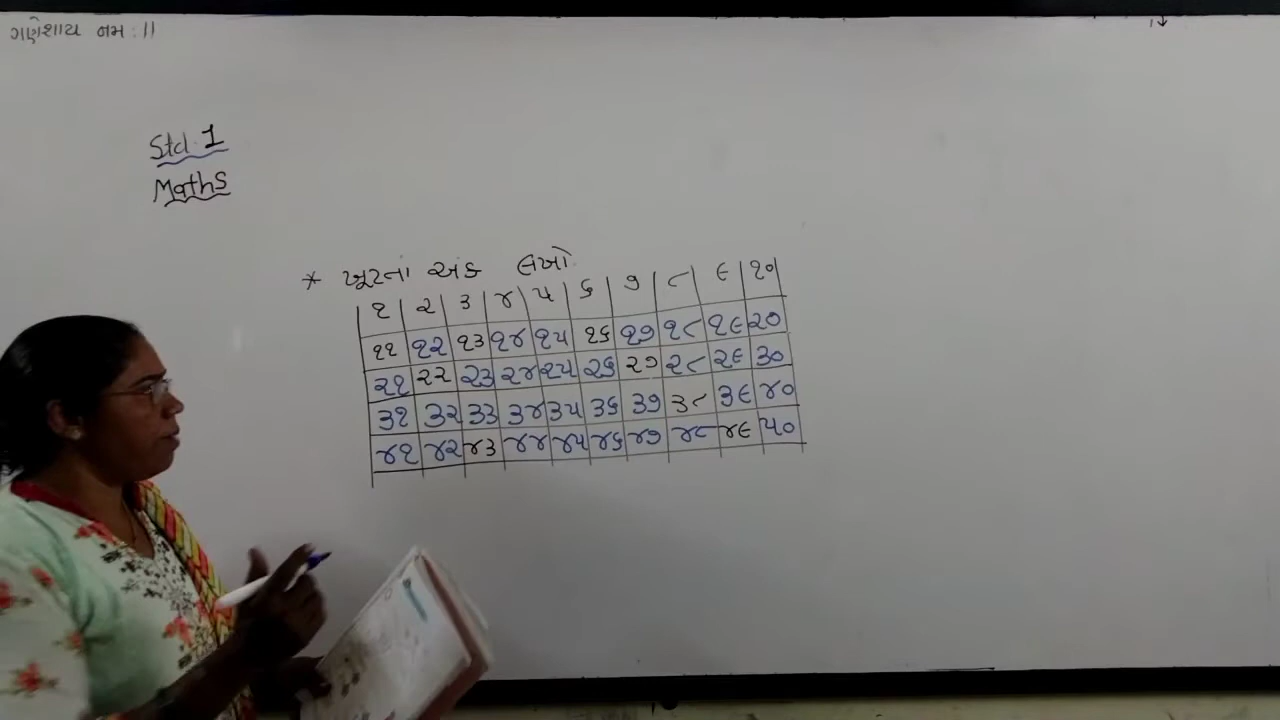 ગણેશાય નમઃ ||
Std. 1
Maths
* ખૂટતા અંક લખો
૧ ૨ ૩ ૪ ૫ ૬ ૭ ૮ ૯ ૧૦
૧૧ ૧૨ ૧૩ ૧૪ ૧૫ ૧૬ ૧૭ ૧૮ ૧૯ ૨૦
૨૧ ૨૨ ૨૩ ૨૪ ૨૫ ૨૬ ૨૭ ૨૮ ૨૯ ૩૦
૩૧ ૩૨ ૩૩ ૩૪ ૩૫ ૩૬ ૩૭ ૩૮ ૩૯ ૪૦
૪૧ ૪૨ ૪૩ ૪૪ ૪૫ ૪૬ ૪૭ ૪૮ ૪૯ ૫૦